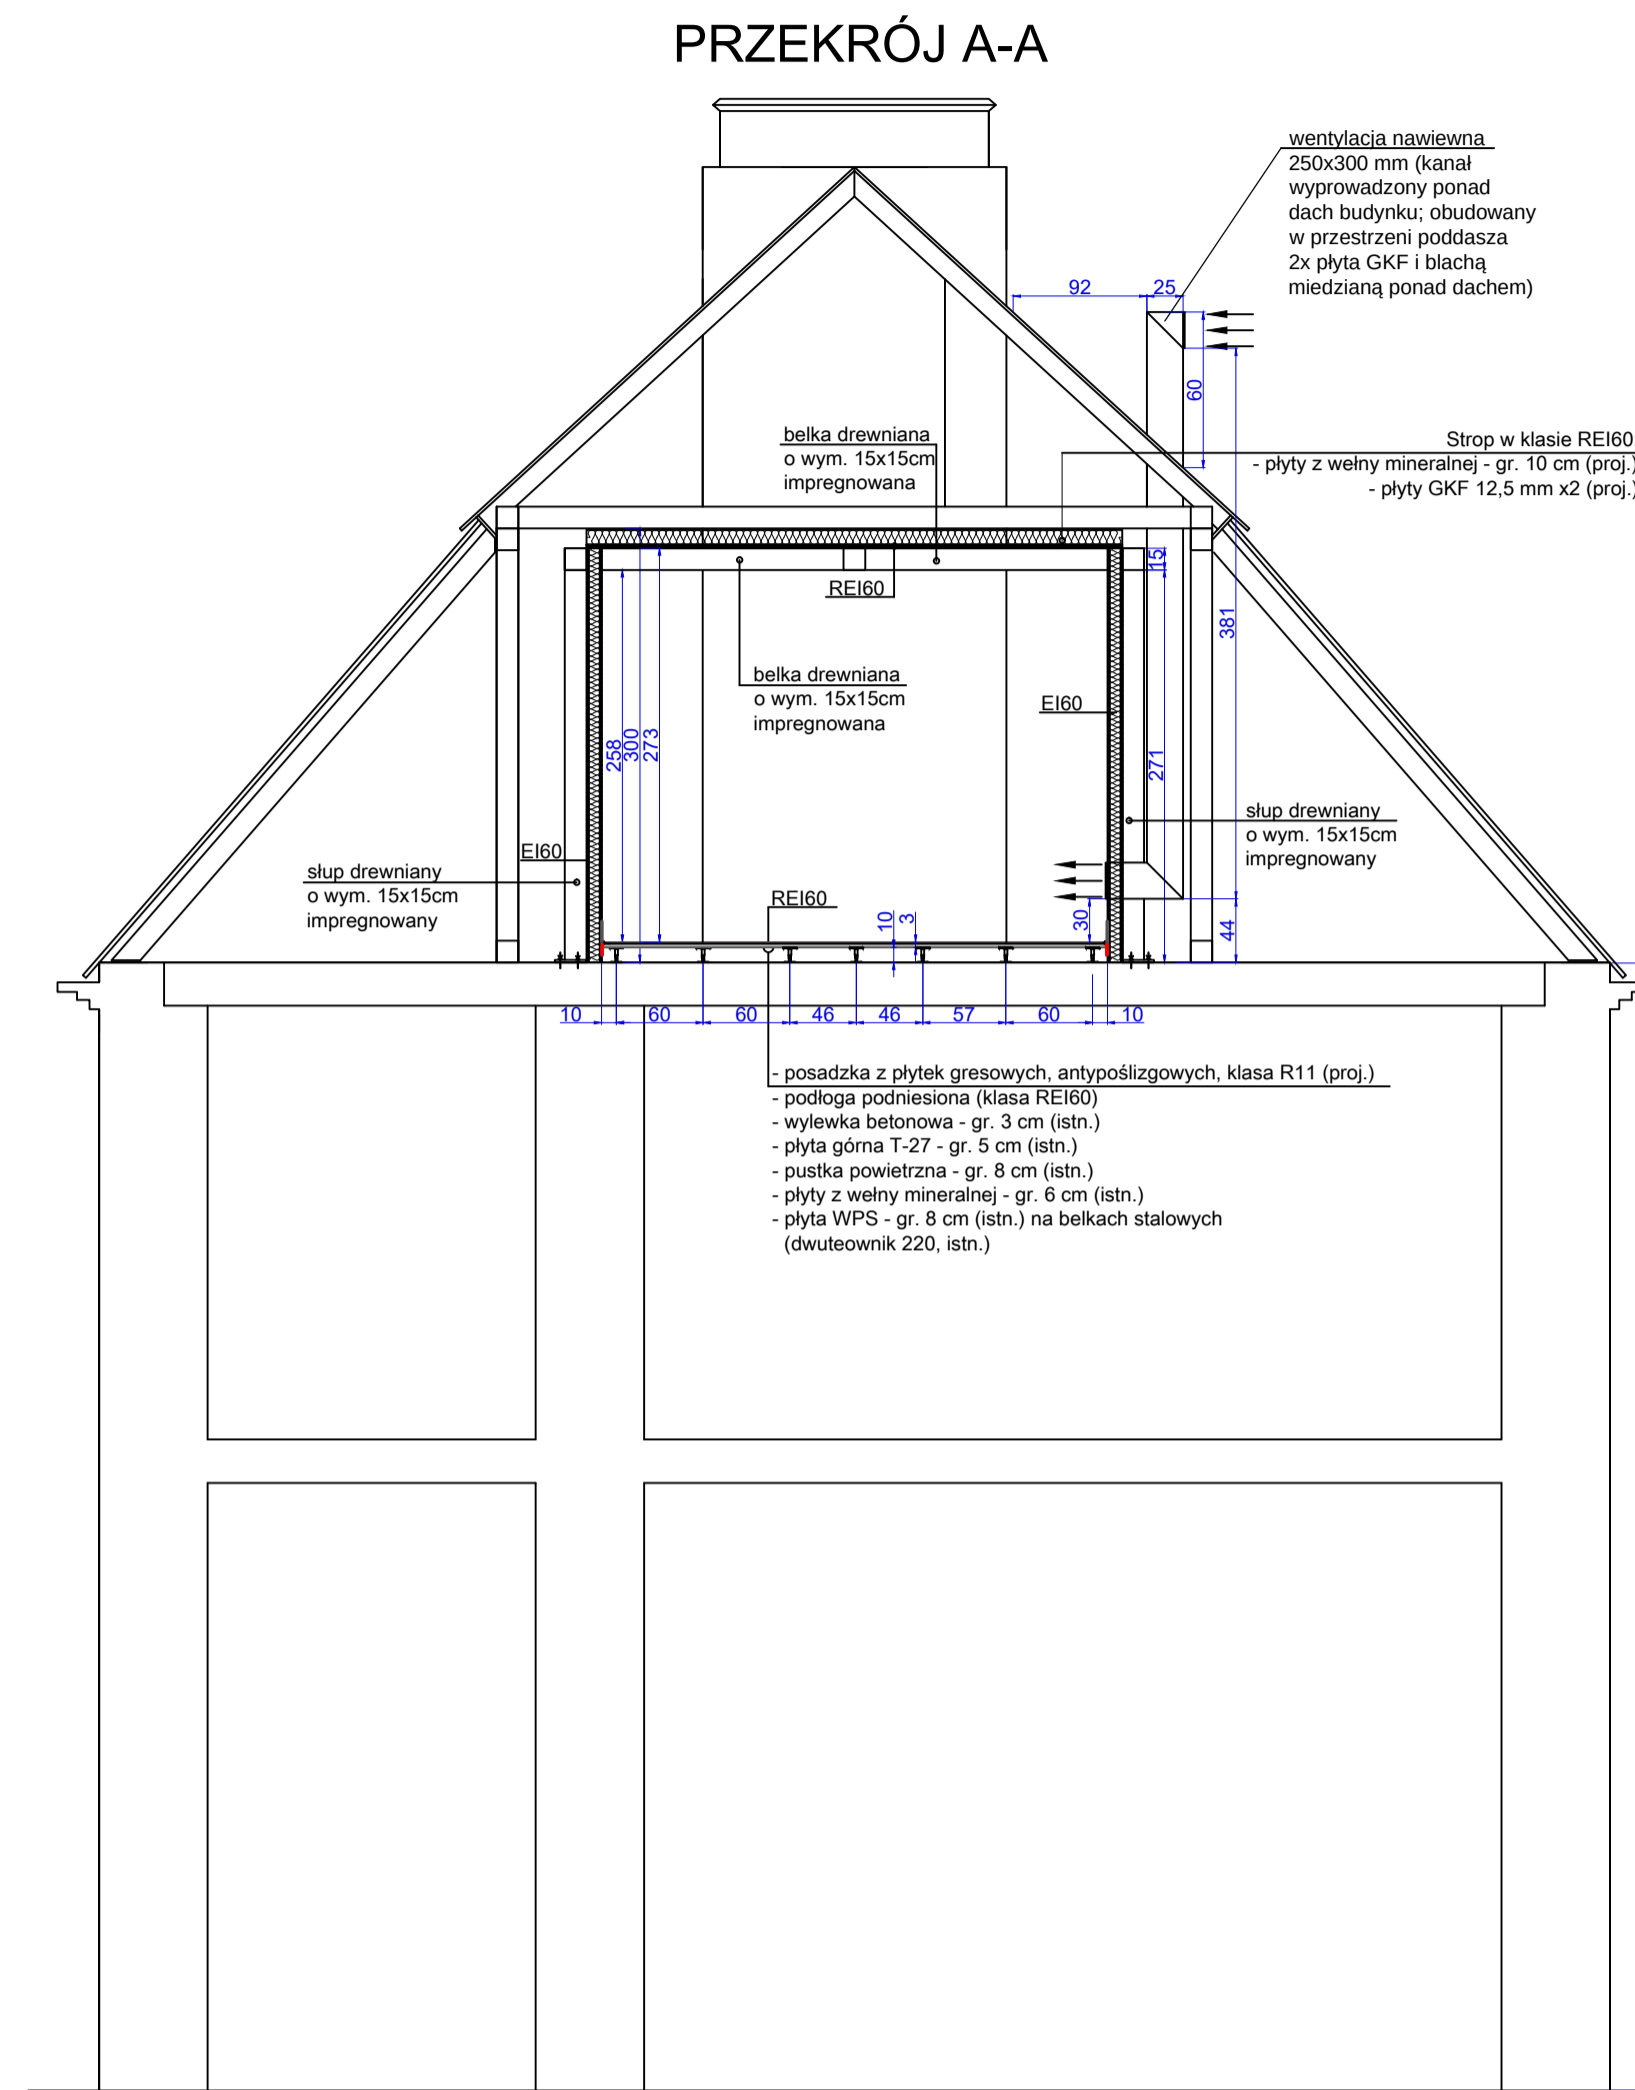 PRZEKRÓJ A-A
wentylacja nawiewna
250x300 mm (kanał
wyprowadzony ponad
dach budynku; obudowany
w przestrzeni poddasza
2x płyta GKF i blachą
miedzianą ponad dachem)
92
25
60
belka drewniana
o wym. 15x15cm
impregnowana
Strop w klasie REI60
- płyty z wełny mineralnej - gr. 10 cm (proj.)
- płyty GKF 12,5 mm x2 (proj.)
15
REI60
381
belka drewniana
o wym. 15x15cm
impregnowana
EI60
258
300
273
271
słup drewniany
o wym. 15x15cm
impregnowany
EI60
słup drewniany
o wym. 15x15cm
impregnowany
REI60
10
3
30
44
10
60
60
46
46
57
60
10
- posadzka z płytek gresowych, antypoślizgowych, klasa R11 (proj.)
- podłoga podniesiona (klasa REI60)
- wylewka betonowa - gr. 3 cm (istn.)
- płyta górna T-27 - gr. 5 cm (istn.)
- pustka powietrzna - gr. 8 cm (istn.)
- płyty z wełny mineralnej - gr. 6 cm (istn.)
- płyta WPS - gr. 8 cm (istn.) na belkach stalowych
(dwuteownik 220, istn.)